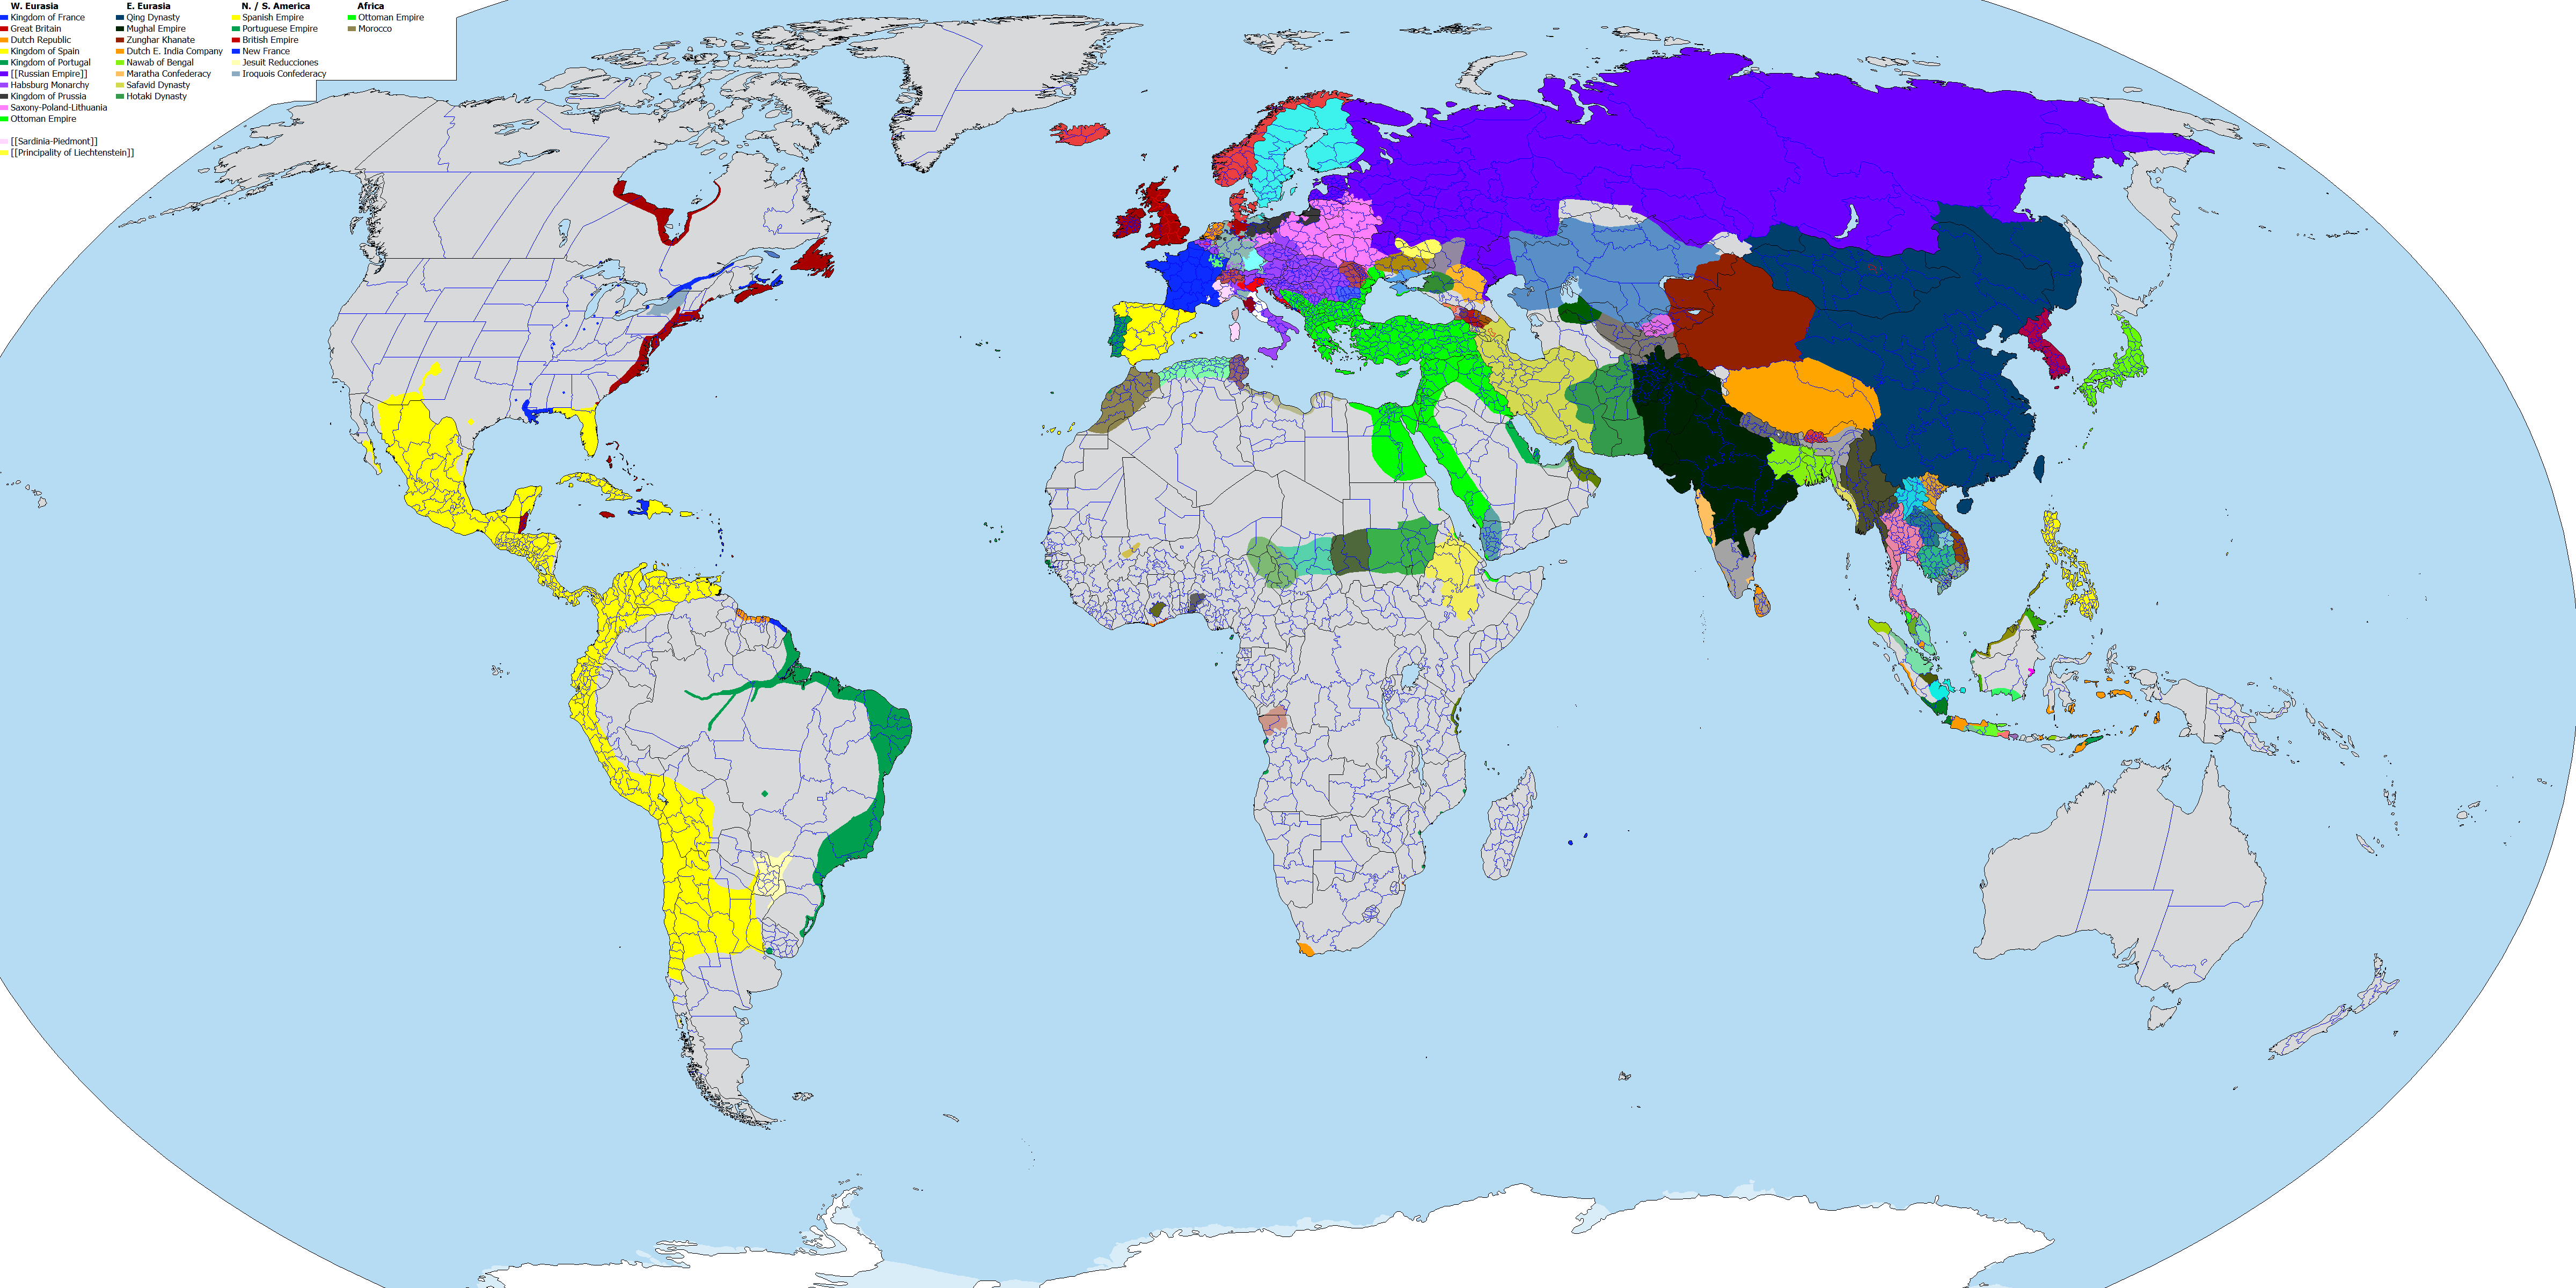 W. Eurasia
Kingdom of France
Great Britain
Dutch Republic
Kingdom of Spain
Kingdom of Portugal
[[Russian Empire]]
Habsburg Monarchy
Kingdom of Prussia
Saxony-Poland-Lithuania
Ottoman Empire
[[Sardinia-Piedmont]]
[[Principality of Liechtenstein]]
E. Eurasia
Qing Dynasty
Mughal Empire
Zunghar Khanate
Dutch E. India Company
Nawab of Bengal
Maratha Confederacy
Safavid Dynasty
Hotaki Dynasty
N. / S. America
Spanish Empire
Portuguese Empire
British Empire
New France
Jesuit Reducciones
Iroquois Confederacy
Africa
Ottoman Empire
Morocco